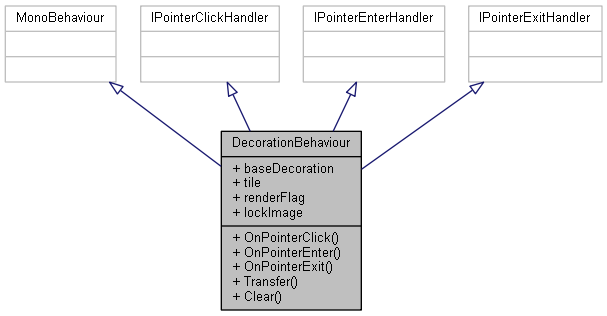 MonoBehaviour
IPointerClickHandler
IPointerEnterHandler
IPointerExitHandler
DecorationBehaviour
+ baseDecoration
+ tile
+ renderFlag
+ lockImage
+ OnPointerClick()
+ OnPointerEnter()
+ OnPointerExit()
+ Transfer()
+ Clear()